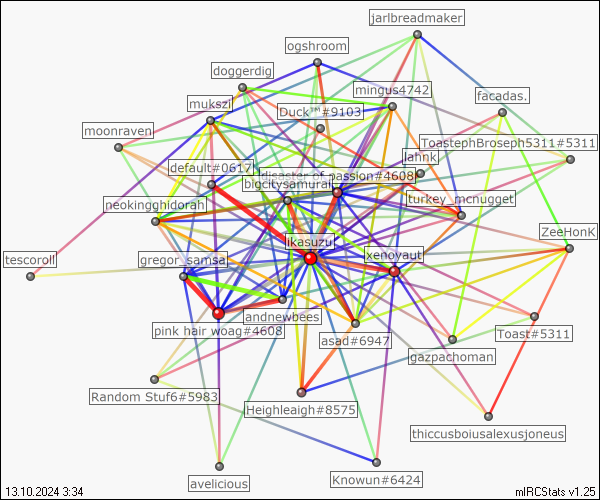 jarlbreadmaker
ogshroom
doggerdig
mingus4742
mukszi
facadas.
Duck™#9103
moonraven
ToastephBroseph5311#5311
lahnk
default#0617
disaster of passion#4608
bigcitysamurai
turkey_mcnugget
neokingghidorah
ZeeHonK
ikasuzu
xenoyaut
tescoroll
gregor_samsa
andnewbees
pink hair woag#4608
Toast#5311
asad#6947
gazpachoman
Random Stuf6#5983
Heighleaigh#8575
thiccusboiusalexusjoneus
avelicious
Knowun#6424
13.10.2024 3:34
mIRCStats v1.25